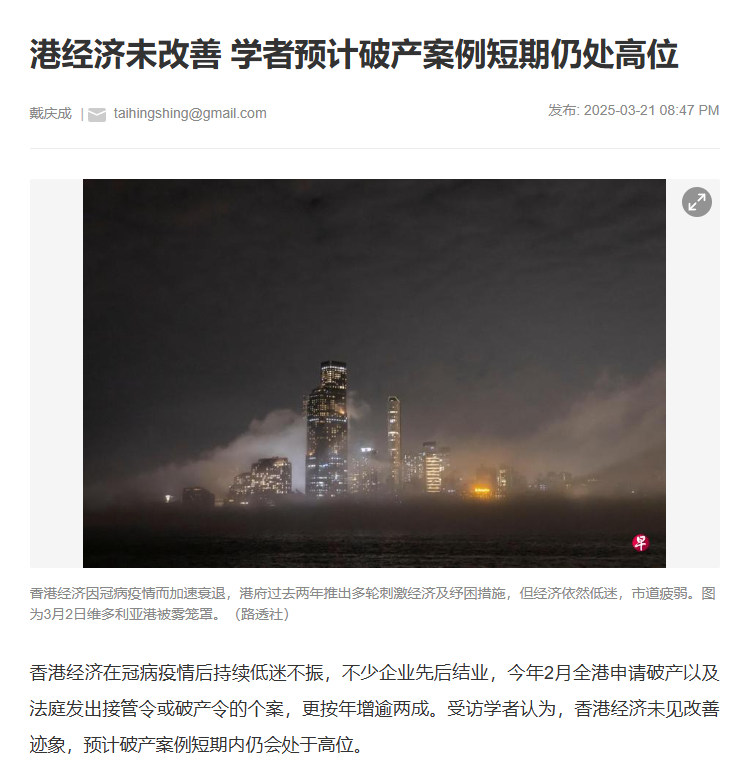 港经济未改善 学者预计破产案例短期仍处高位
戴庆成 | taihingshing@gmail.com
发布: 2025-03-21 08:47 PM
早
香港经济因冠病疫情而加速衰退，港府过去两年推出多轮刺激经济及纾困措施，但经济依然低迷，市道疲弱。图
为3月2日维多利亚港被雾笼罩。（路透社）
香港经济在冠病疫情后持续低迷不振，不少企业先后结业，今年2月全港申请破产以及
法庭发出接管令或破产令的个案，更按年增逾两成。受访学者认为，香港经济未见改善
迹象，预计破产案例短期内仍会处于高位。